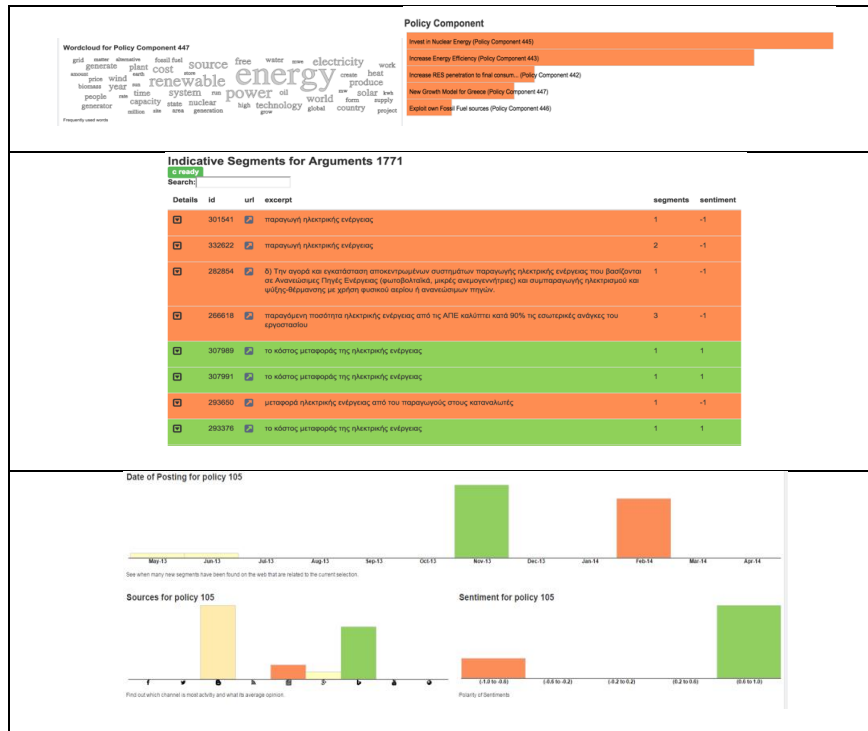 Policy Component
Wordcloud for Policy Component 447
grid matter alternative fossil fuel free water move electricity work
amount generate plant cost source create heat
price wind earth store energy produce
biomass year sun renewable new solar kwh
people rate time system run power oil world form supply
generator capacity state nuclear high technology global country project
million site area generation grow
Frequently used words
Invest in Nuclear Energy (Policy Component 445)
Increase Energy Efficiency (Policy Component 443)
Increase RES penetration to final consum... (Policy Component 442)
New Growth Model for Greece (Policy Component 447)
Exploit own Fossil Fuel sources (Policy Component 446)
Indicative Segments for Arguments 1771
c ready
Search:
Details id url excerpt segments sentiment
301541 παραγωγή ηλεκτρικής ενέργειας 1 -1
332622 παραγωγή ηλεκτρικής ενέργειας 2 -1
282854 δ) Την αγορά και εγκατάσταση αποκεντρωμένων συστημάτων παραγωγής ηλεκτρικής ενέργειας που βασίζονται 1 -1
σε Ανανεώσιμες Πηγές Ενέργειας (φωτοβολταϊκά, μικρές ανεμογεννήτριες) και συμπαραγωγής ηλεκτρισμού και
ψύξης-θέρμανσης με χρήση φυσικού αερίου ή ανανεώσιμων πηγών.
266618 παραγόμενη ποσότητα ηλεκτρικής ενέργειας από τις ΑΠΕ καλύπτει κατά 90% τις εσωτερικές ανάγκες του 3 -1
εργοστασίου
307989 το κόστος μεταφοράς της ηλεκτρικής ενέργειας 1 1
307991 το κόστος μεταφοράς της ηλεκτρικής ενέργειας 1 1
293650 μεταφορά ηλεκτρικής ενέργειας από του παραγωγούς στους καταναλωτές 1 -1
293376 το κόστος μεταφοράς της ηλεκτρικής ενέργειας 1 1
Date of Posting for policy 105
May-13 Jun-13 Jul-13 Aug-13 Sep-13 Oct-13 Nov-13 Dec-13 Jan-14 Feb-14 Mar-14 Apr-14
See when many new segments have been found on the web that are related to the current selection.
Sources for policy 105
Find out which channel is most activity and what its average opinion.
Sentiment for policy 105
(-1.0 to -0.6) (-0.6 to -0.2) (-0.2 to 0.2) (0.2 to 0.6) (0.6 to 1.0)
Polarity of Sentiments